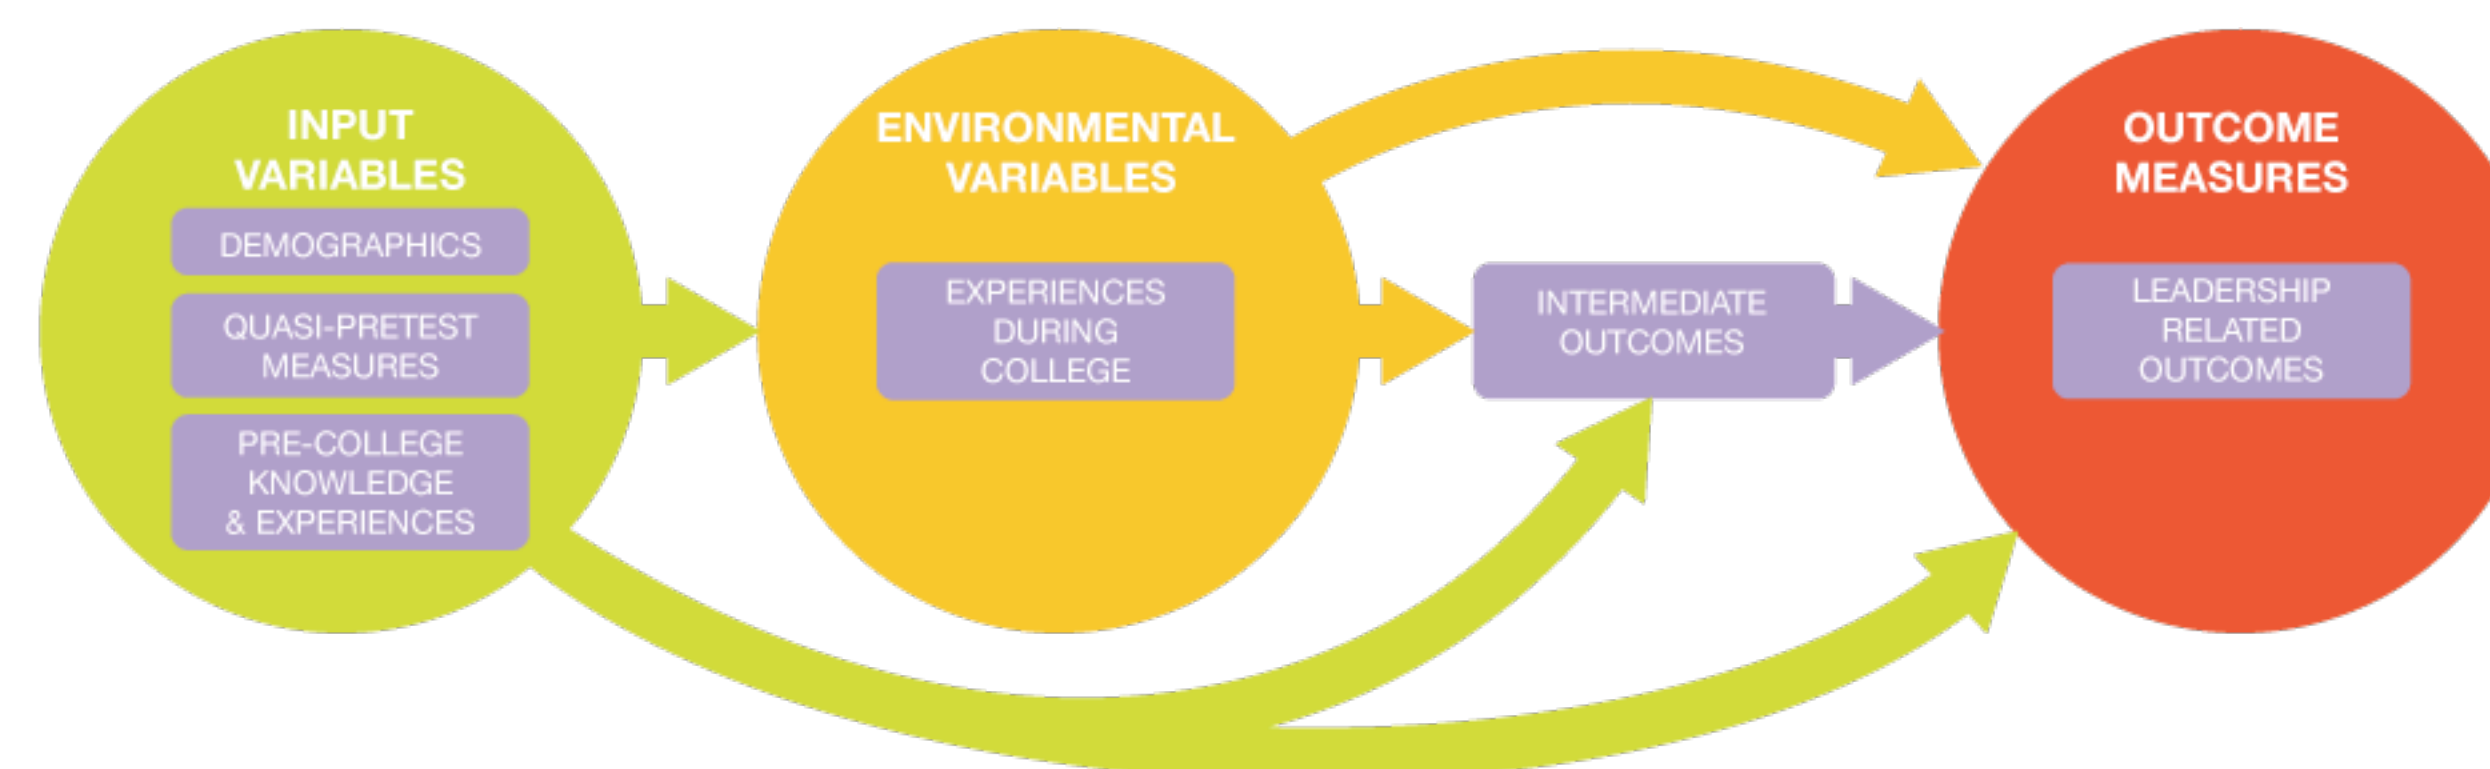 INPUT
VARIABLES
DEMOGRAPHICS
QUASI-PRETEST
MEASURES
PRE-COLLEGE
KNOWLEDGE
& EXPERIENCES
ENVIRONMENTAL
VARIABLES
EXPERIENCES
DURING
COLLEGE
INTERMEDIATE
OUTCOMES
OUTCOME
MEASURES
LEADERSHIP
RELATED
OUTCOMES